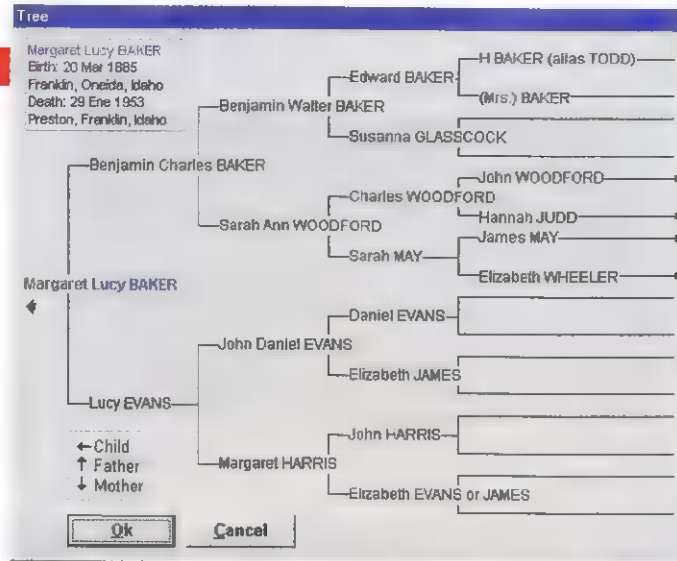 Tree
Margaret Lucy BAKER
Birth: 20 Mar 1885
Franklin, Oneida, Idaho
Death: 29 Ene 1953
Preston, Franklin, Idaho
H BAKER (alias TODD)
Edward BAKER
(Mrs.) BAKER
Benjamin Walter BAKER
Susanna GLASSCOCK
Benjamin Charles BAKER
John WOODFORD
Charles WOODFORD
Hannah JUDD
Sarah Ann WOODFORD
James MAY
Sarah MAY
Elizabeth WHEELER
Margaret Lucy BAKER
Daniel EVANS
John Daniel EVANS
Elizabeth JAMES
Lucy EVANS
John HARRIS
Margaret HARRIS
Elizabeth EVANS or JAMES
←Child
↑ Father
↓ Mother
Ok
Cancel